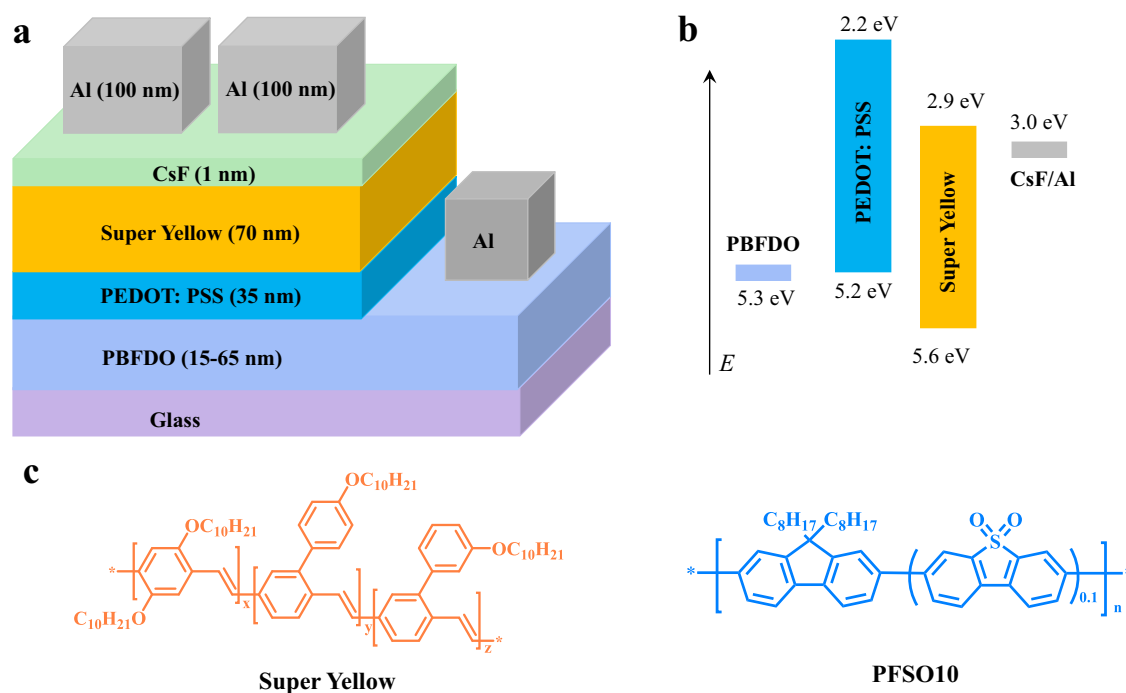 a
Al (100 nm)
Al (100 nm)
CsF (1 nm)
Super Yellow (70 nm)
Al
PEDOT: PSS (35 nm)
PBFDO (15-65 nm)
Glass
b
E
PBFDO
5.3 eV
2.2 eV
PEDOT: PSS
5.2 eV
2.9 eV
Super Yellow
5.6 eV
3.0 eV
CsF/Al
c
OC₁₀H₂₁
OC₁₀H₂₁
OC₁₀H₂₁
C₁₀H₂₁O
*
x
y
z
*
Super Yellow
C₈H₁₇ C₈H₁₇
O O
S
*
0.1
n
*
PFSO10